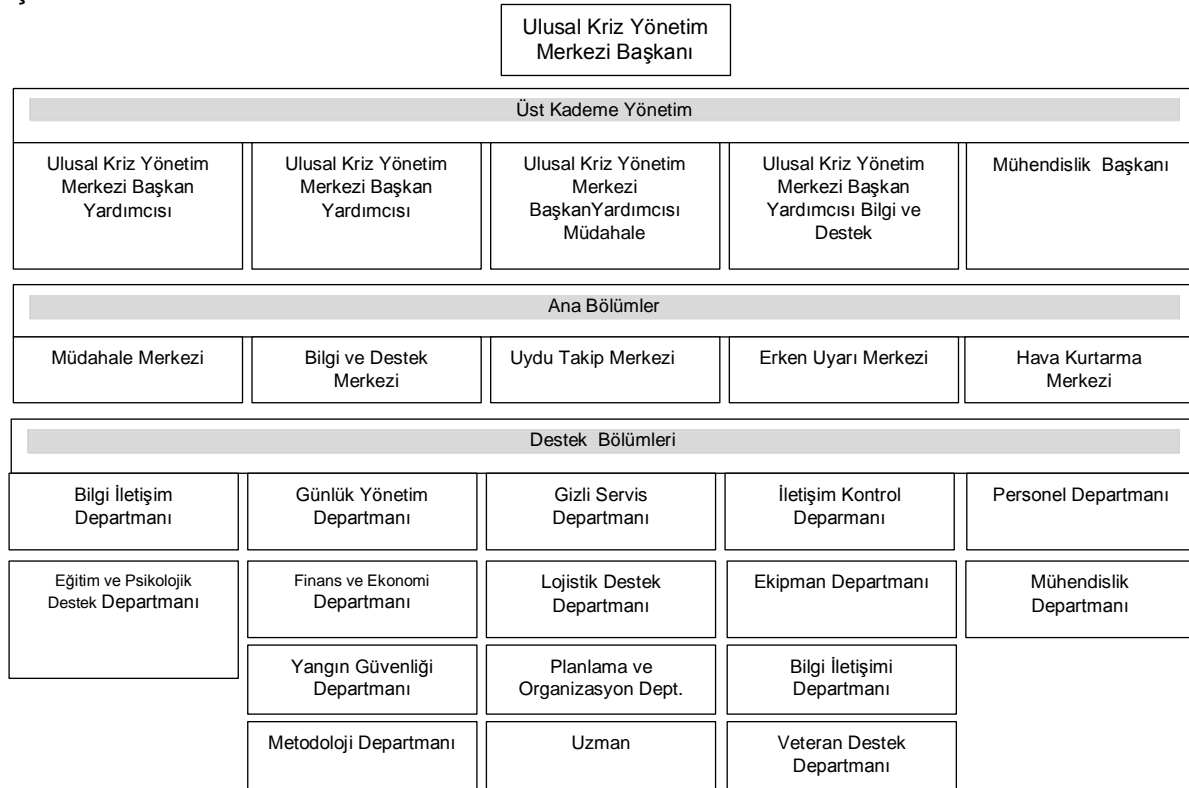 Ulusal Kriz Yönetim
Merkezi Başkanı
Üst Kademe Yönetim
Ulusal Kriz Yönetim
Merkezi Başkan
Yardımcısı
Ulusal Kriz Yönetim
Merkezi Başkan
Yardımcısı
Ulusal Kriz Yönetim
Merkezi
BaşkanYardımcısı
Müdahale
Ulusal Kriz Yönetim
Merkezi Başkan
Yardımcısı Bilgi ve
Destek
Mühendislik Başkanı
Ana Bölümler
Müdahale Merkezi
Bilgi ve Destek
Merkezi
Uydu Takip Merkezi
Erken Uyarı Merkezi
Hava Kurtarma
Merkezi
Destek Bölümleri
Bilgi İletişim
Departmanı
Günlük Yönetim
Departmanı
Gizli Servis
Departmanı
İletişim Kontrol
Deparmanı
Personel Departmanı
Eğitim ve Psikolojik
Destek Departmanı
Finans ve Ekonomi
Departmanı
Lojistik Destek
Departmanı
Ekipman Departmanı
Mühendislik
Departmanı
Yangın Güvenliği
Departmanı
Planlama ve
Organizasyon Dept.
Bilgi İletişimi
Departmanı
Metodoloji Departmanı
Uzman
Veteran Destek
Departmanı